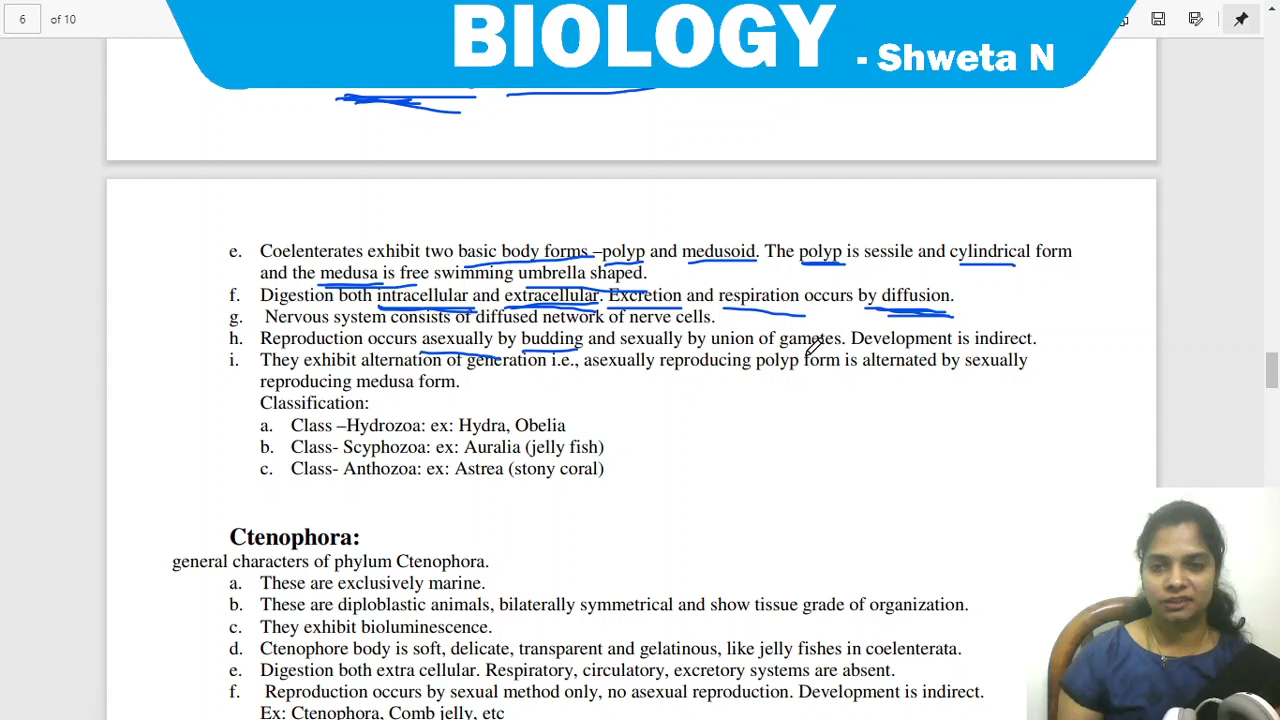 6 of 10
BIOLOGY
- Shweta N
e. Coelenterates exhibit two basic body forms –polyp and medusoid. The polyp is sessile and cylindrical form
and the medusa is free swimming umbrella shaped.
f. Digestion both intracellular and extracellular. Excretion and respiration occurs by diffusion.
g. Nervous system consists of diffused network of nerve cells.
h. Reproduction occurs asexually by budding and sexually by union of gametes. Development is indirect.
i. They exhibit alternation of generation i.e., asexually reproducing polyp form is alternated by sexually
reproducing medusa form.
Classification:
a. Class –Hydrozoa: ex: Hydra, Obelia
b. Class- Scyphozoa: ex: Auralia (jelly fish)
c. Class- Anthozoa: ex: Astrea (stony coral)
Ctenophora:
general characters of phylum Ctenophora.
a. These are exclusively marine.
b. These are diploblastic animals, bilaterally symmetrical and show tissue grade of organization.
c. They exhibit bioluminescence.
d. Ctenophore body is soft, delicate, transparent and gelatinous, like jelly fishes in coelenterata.
e. Digestion both extra cellular. Respiratory, circulatory, excretory systems are absent.
f. Reproduction occurs by sexual method only, no asexual reproduction. Development is indirect.
Ex: Ctenophora, Comb jelly, etc